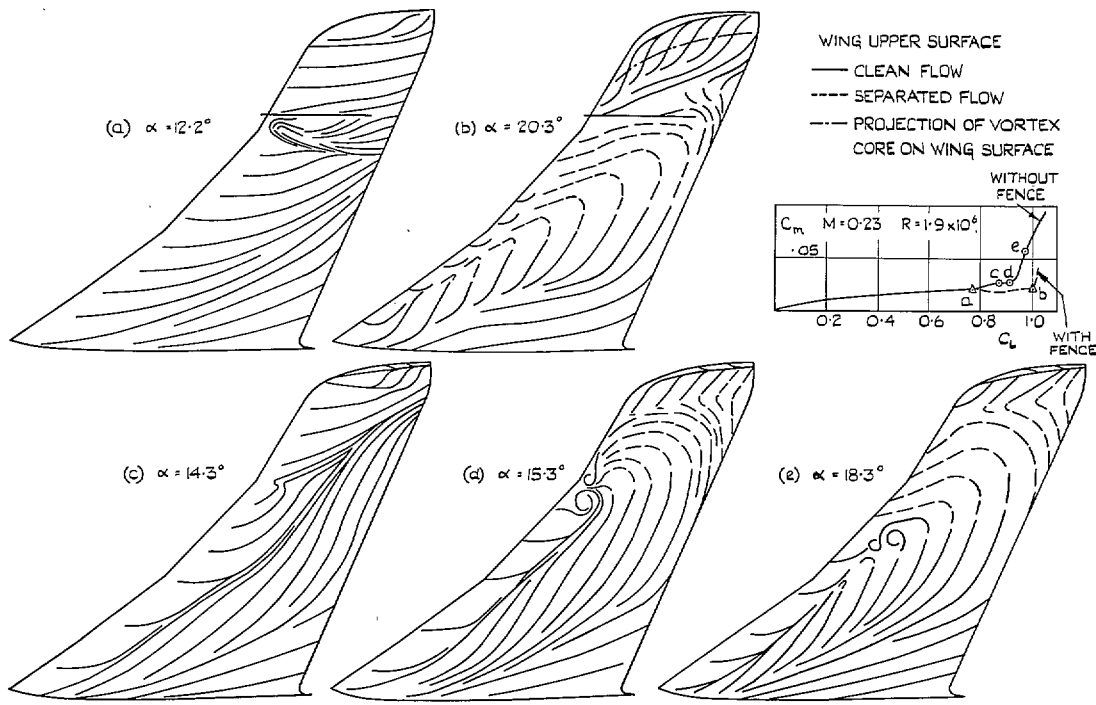 (a) α = 12·2°
(b) α = 20·3°
WING UPPER SURFACE
CLEAN FLOW
SEPARATED FLOW
PROJECTION OF VORTEX
CORE ON WING SURFACE
WITHOUT
FENCE
Cm M=0·23 R=1·9 x 10⁶
·05
e
c d
a
b
0·2 0·4 0·6 0·8 1·0
CL
WITH
FENCE
(c) α = 14·3°
(d) α = 15·3°
(e) α = 18·3°